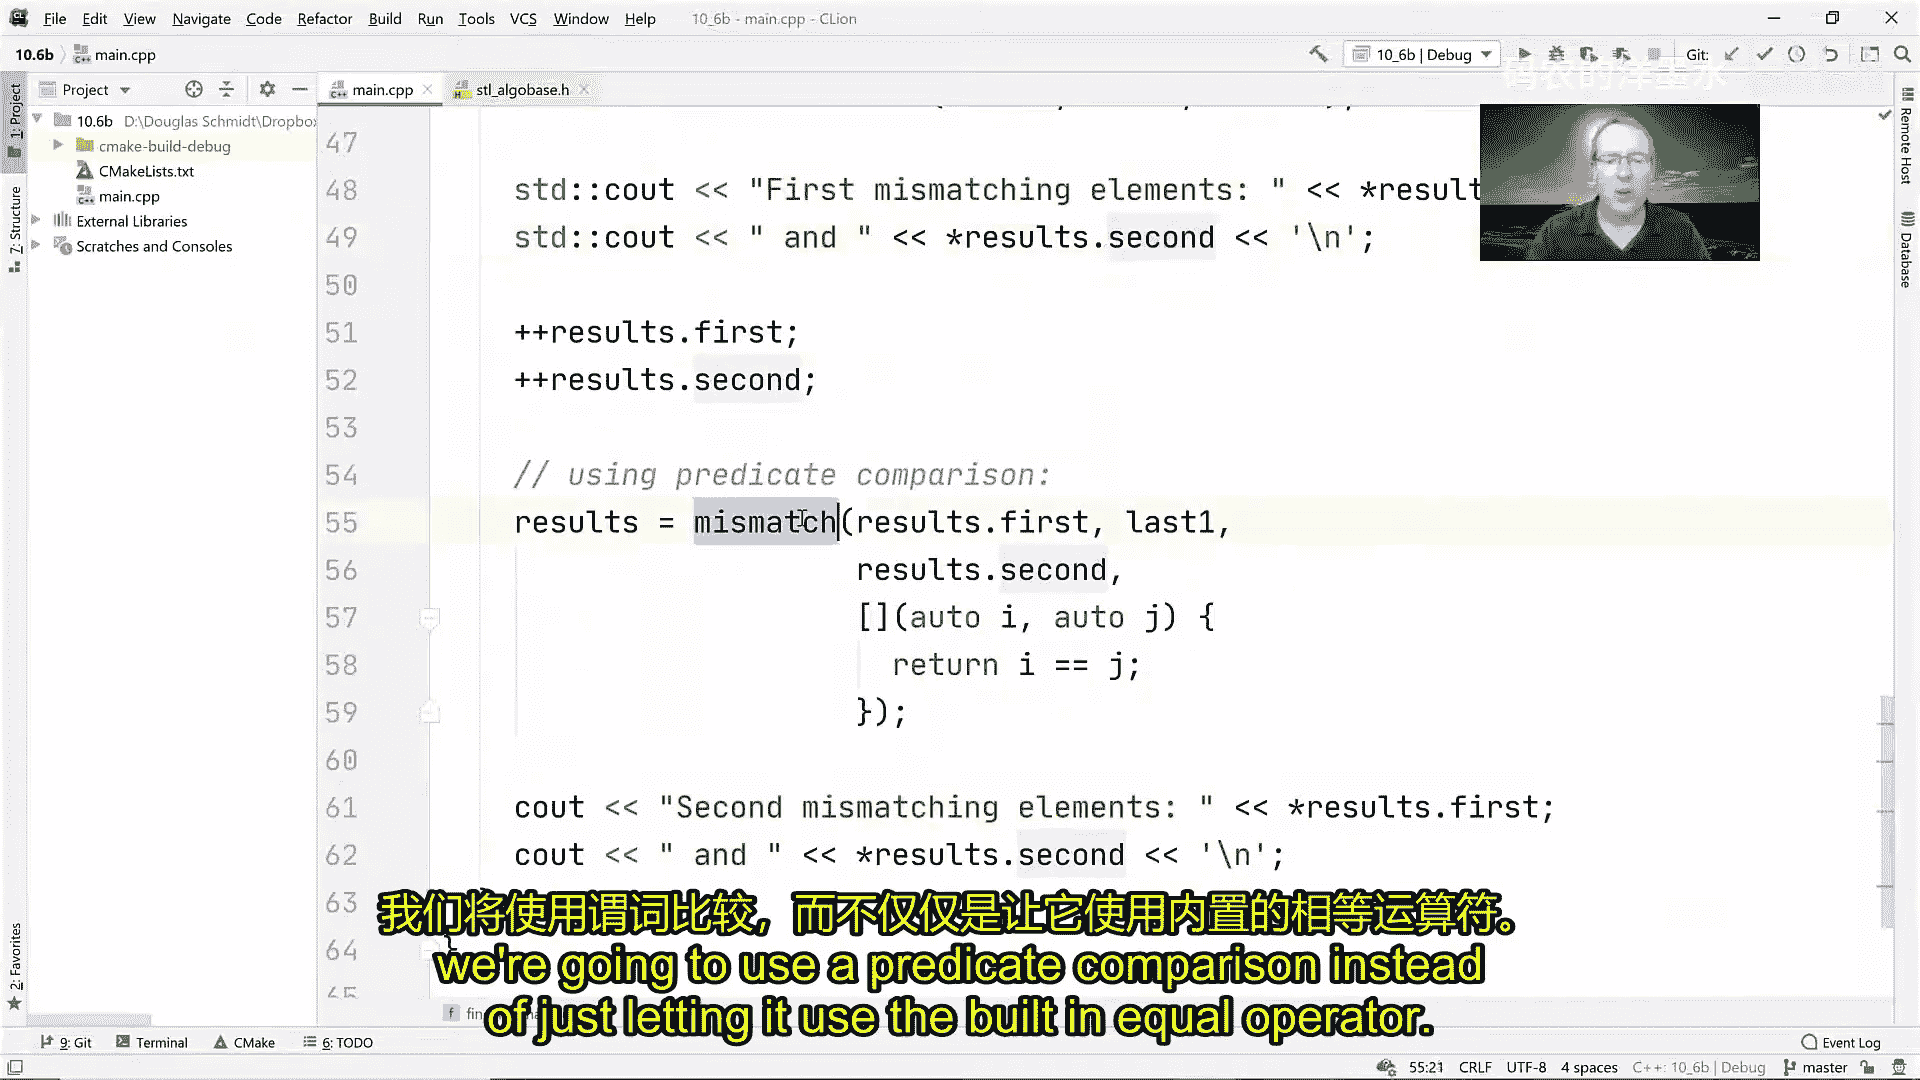 File Edit View Navigate Code Refactor Build Run Tools VCS Window Help 10_6b - main.cpp - CLion
10.6b main.cpp 10_6b | Debug Git:
码农的洋墨水
Project main.cpp stl_algobase.h
1: Project
7: Structure
2: Favorites
10.6b D:\Douglas Schmidt\Dropbox
cmake-build-debug
CMakeLists.txt
main.cpp
External Libraries
Scratches and Consoles
Remote Host
Database
47
48 std::cout << "First mismatching elements: " << *result
49 std::cout << " and " << *results.second << '\n';
50
51 ++results.first;
52 ++results.second;
53
54 // using predicate comparison:
55 results = mismatch(results.first, last1,
56 results.second,
57 [](auto i, auto j) {
58 return i == j;
59 });
60
61 cout << "Second mismatching elements: " << *results.first;
62 cout << " and " << *results.second << '\n';
63
64 }
我们将使用谓词比较，而不仅仅是让它使用内置的相等运算符。
we're going to use a predicate comparison instead
of just letting it use the built in equal operator.
9: Git Terminal CMake 6: TODO Event Log
55:21 CRLF UTF-8 4 spaces C++: 10_6b | Debug master